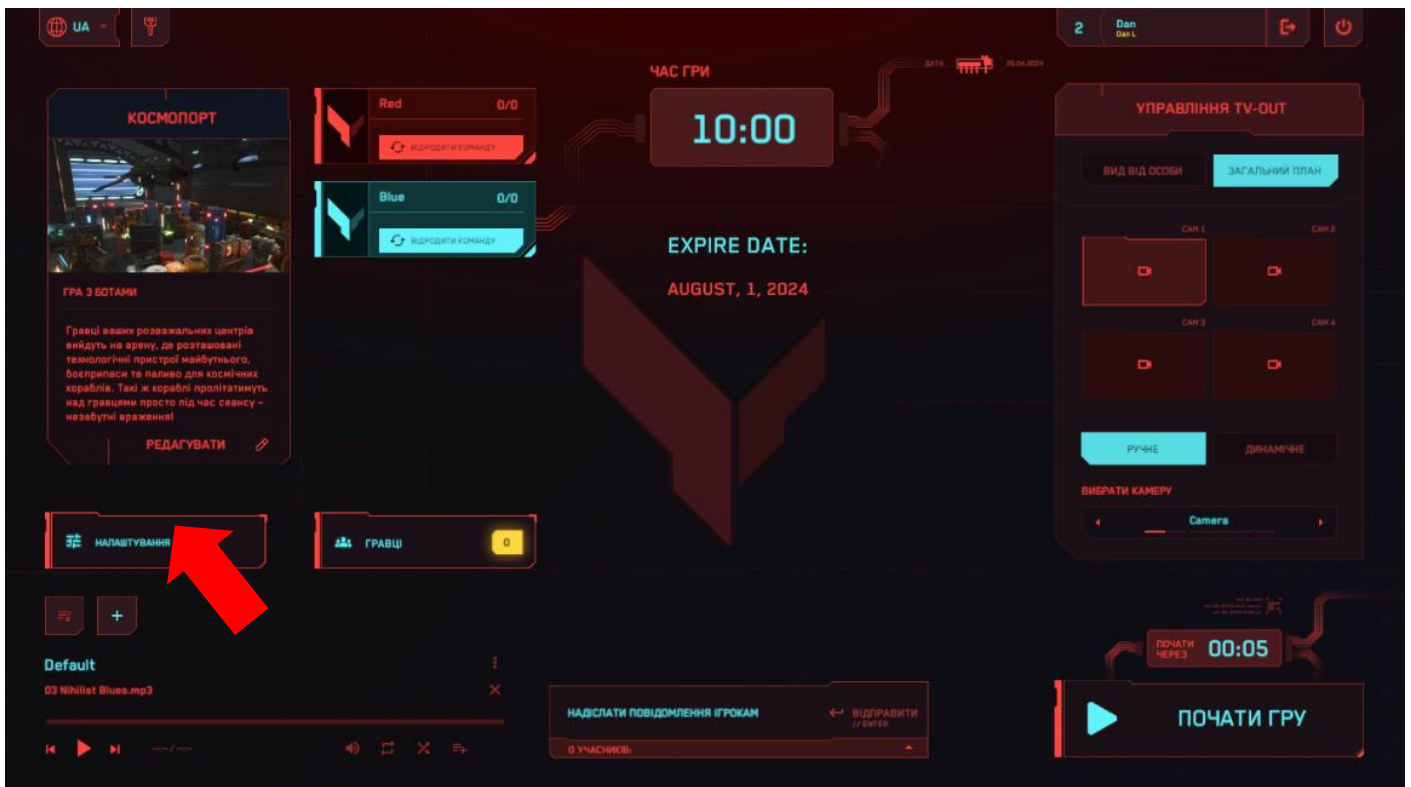 UA
2
Dan
Dan L
ЧАС ГРИ
ДАТА
29.04.2024
10:00
КОСМОПОРТ
ГРА З БОТАМИ
Гравці ваших розважальних центрів
вийдуть на арену, де розташовані
технологічні пристрої майбутнього,
боєприпаси та паливо для космічних
кораблів. Такі ж кораблі пролітатимуть
над гравцями просто під час сеансу –
незабутні враження!
РЕДАГУВАТИ
Red 0/0
ВІДРОДИТИ КОМАНДУ
Blue 0/0
ВІДРОДИТИ КОМАНДУ
EXPIRE DATE:
AUGUST, 1, 2024
УПРАВЛІННЯ TV-OUT
ВИД ВІД ОСОБИ
ЗАГАЛЬНИЙ ПЛАН
CAM 1
CAM 2
CAM 3
CAM 4
РУЧНЕ
ДИНАМІЧНЕ
ВИБРАТИ КАМЕРУ
Camera
НАЛАШТУВАННЯ
ГРАВЦІ
0
Default
03 Nihilist Blues.mp3
--:-- / --:--
НАДІСЛАТИ ПОВІДОМЛЕННЯ ІГРОКАМ
ВІДПРАВИТИ
// ENTER
0 УЧАСНИКІВ:
ПОЧАТИ
ЧЕРЕЗ
00:05
ПОЧАТИ ГРУ